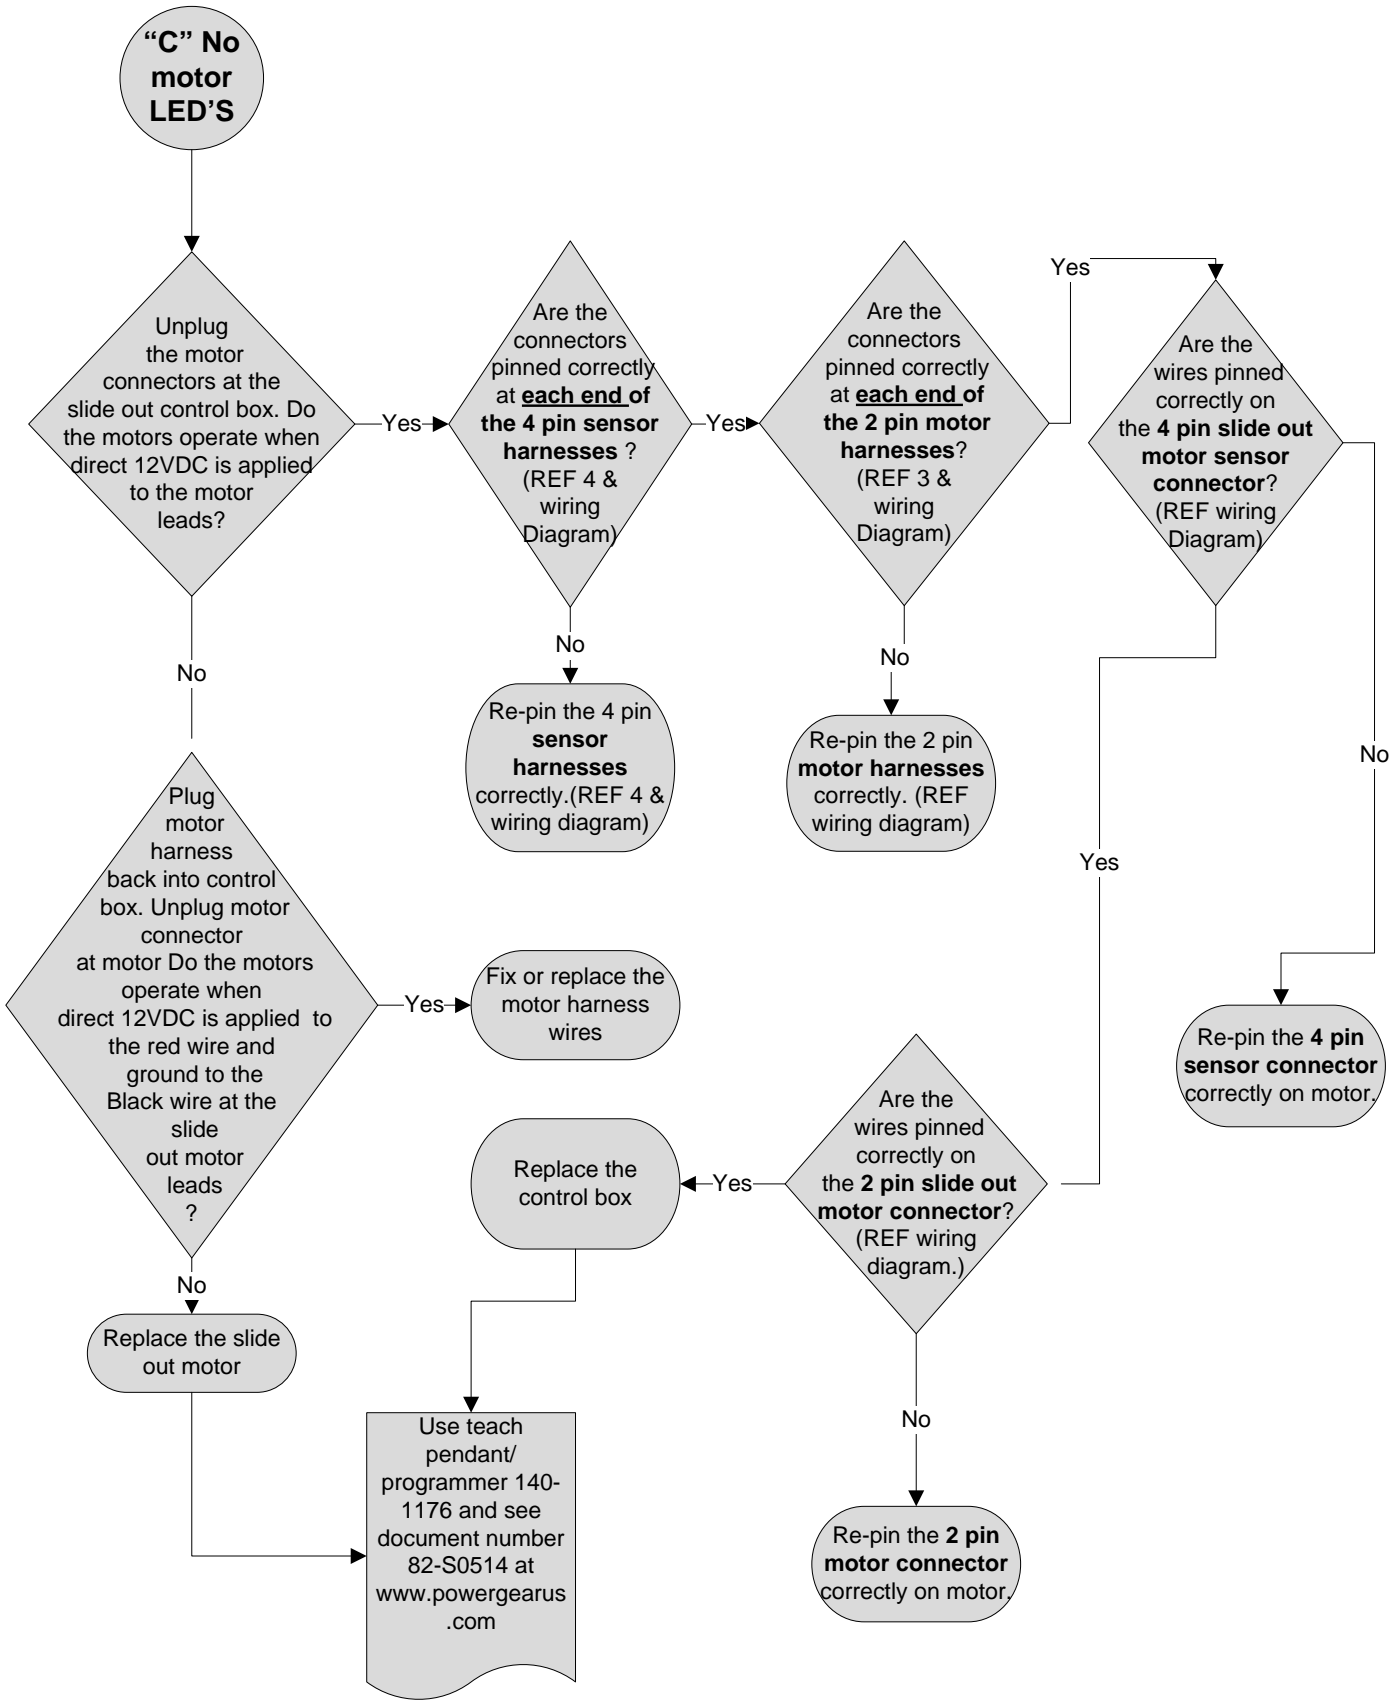 “C” No
motor
LED’S
Unplug
the motor
connectors at the
slide out control box. Do
the motors operate when
direct 12VDC is applied
to the motor
leads?
Yes
Are the
connectors
pinned correctly
at each end of
the 4 pin sensor
harnesses ?
(REF 4 &
wiring
Diagram)
Yes
Are the
connectors
pinned correctly
at each end of
the 2 pin motor
harnesses?
(REF 3 &
wiring
Diagram)
Yes
Are the
wires pinned
correctly on
the 4 pin slide out
motor sensor
connector?
(REF wiring
Diagram)
No
No
No
No
Yes
Re-pin the 4 pin
sensor
harnesses
correctly.(REF 4 &
wiring diagram)
Re-pin the 2 pin
motor harnesses
correctly. (REF
wiring diagram)
Plug
motor
harness
back into control
box. Unplug motor
connector
at motor Do the motors
operate when
direct 12VDC is applied  to
the red wire and
ground to the
Black wire at the
slide
out motor
leads
?
Yes
Fix or replace the
motor harness
wires
Re-pin the 4 pin
sensor connector
correctly on motor.
Replace the
control box
Yes
Are the
wires pinned
correctly on
the 2 pin slide out
motor connector?
(REF wiring
diagram.)
No
Replace the slide
out motor
No
Use teach
pendant/
programmer 140-
1176 and see
document number
82-S0514 at
www.powergearus
.com
Re-pin the 2 pin
motor connector
correctly on motor.